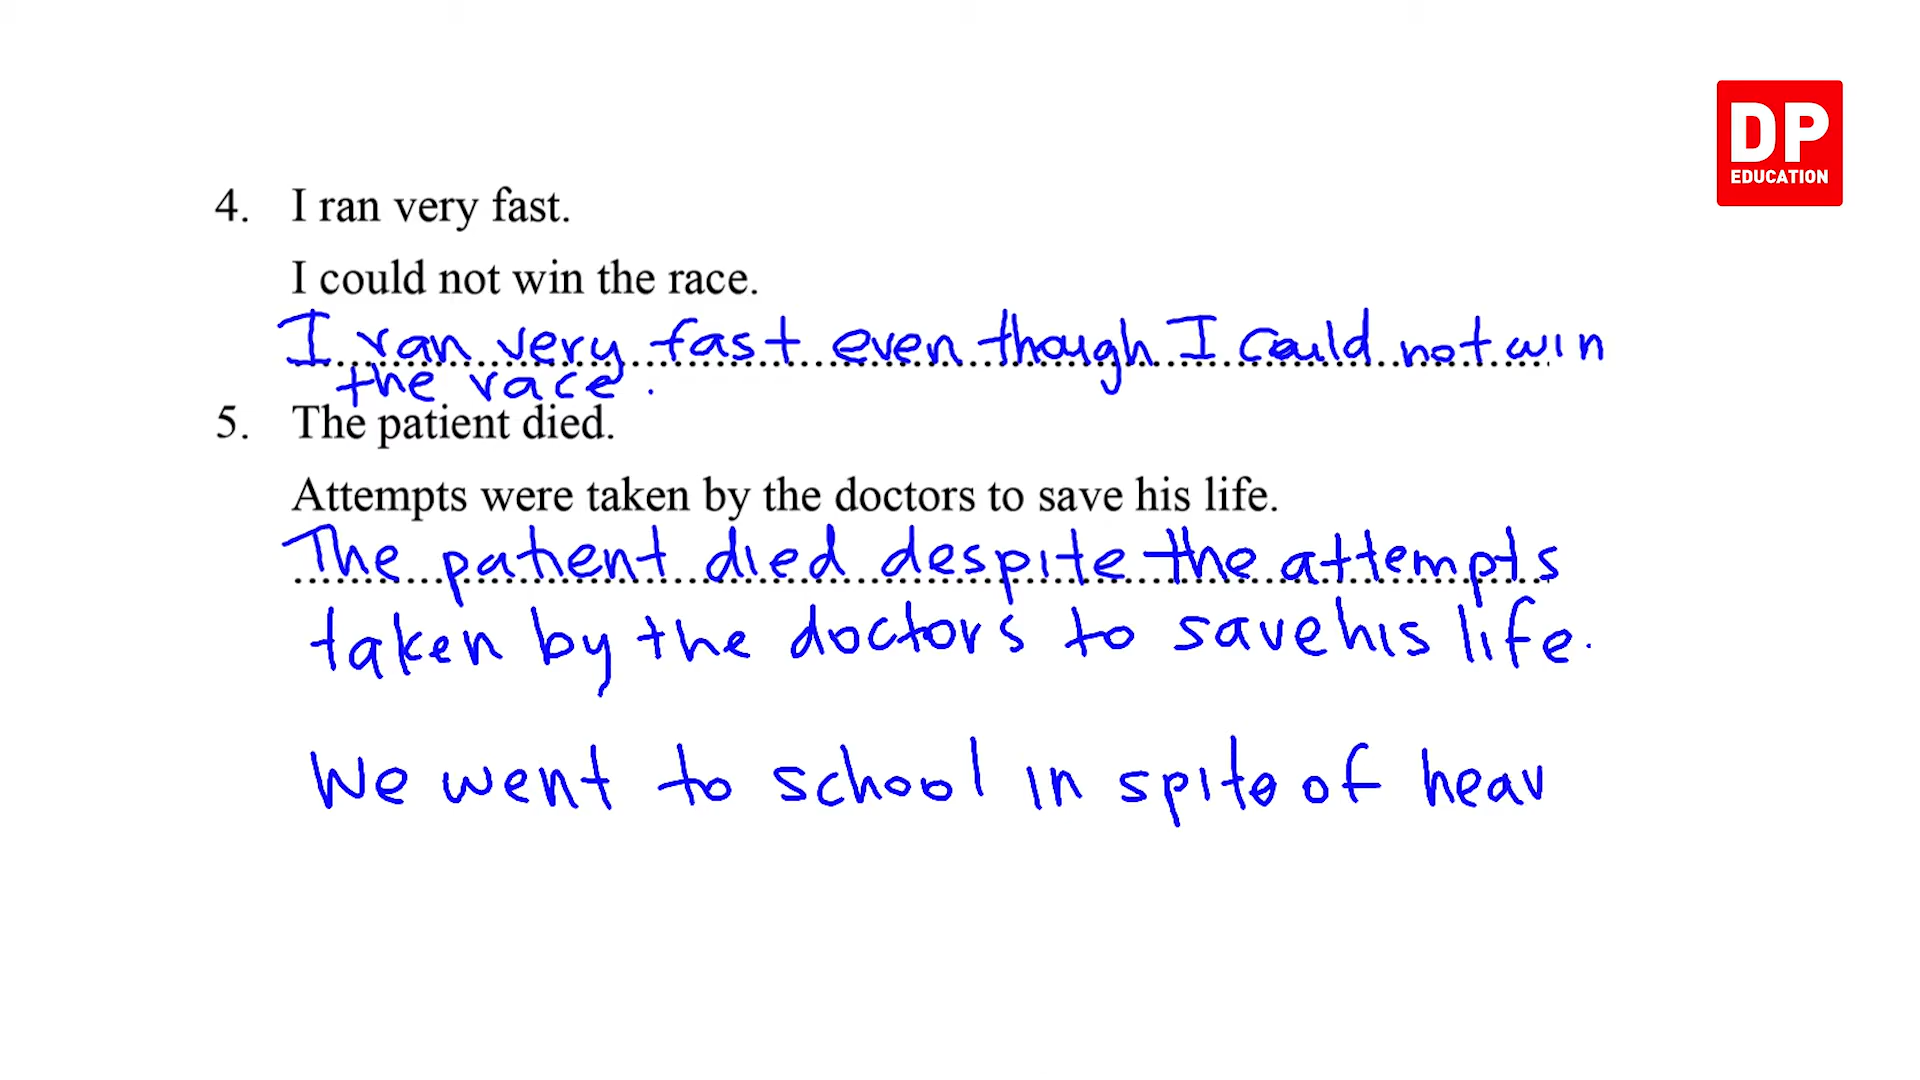 DP
EDUCATION
4. I ran very fast.
I could not win the race.
I ran very fast even though I could not win
the race.
5. The patient died.
Attempts were taken by the doctors to save his life.
The patient died despite the attempts
taken by the doctors to save his life.
We went to school in spite of heav